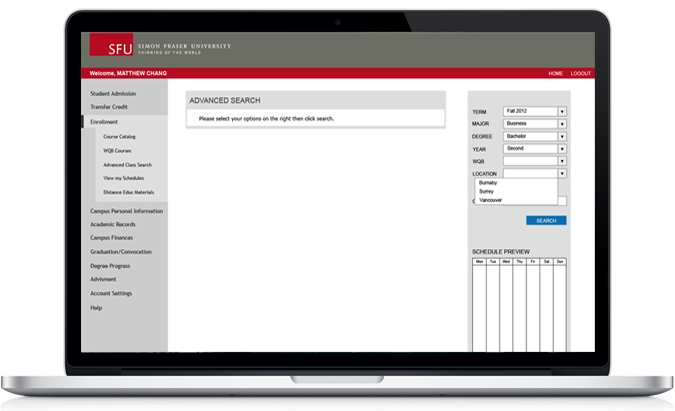 SFU SIMON FRASER UNIVERSITY
THINKING OF THE WORLD
Welcome, MATTHEW CHANG
HOME LOGOUT
Student Admission
Transfer Credit
Enrollment
Course Catalog
WQB Courses
Advanced Class Search
View my Schedules
Distance Educ Materials
Campus Personal Information
Academic Records
Campus Finances
Graduation/Convocation
Degree Progress
Advisment
Account Settings
Help
ADVANCED SEARCH
Please select your options on the right then click search.
TERM Fall 2012
MAJOR Business
DEGREE Bachelor
YEAR Second
WQB
LOCATION
Burnaby
Surrey
Vancouver
SEARCH
SCHEDULE PREVIEW
Mon Tue Wed Thu Fri Sat Sun